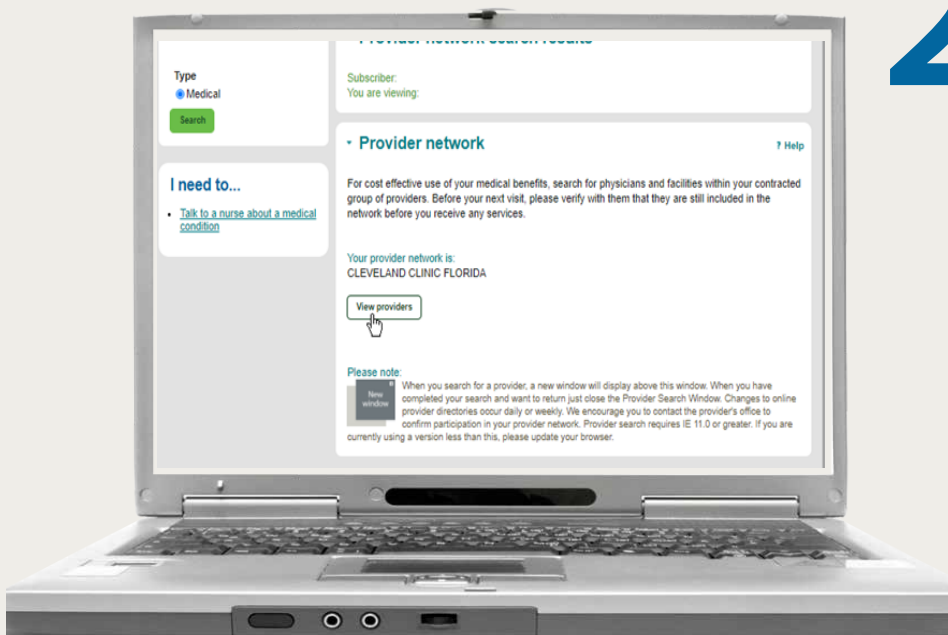 Provider network search results
Type
Medical
Search
Subscriber:
You are viewing:
I need to...
Talk to a nurse about a medical
condition
Provider network
? Help
For cost effective use of your medical benefits, search for physicians and facilities within your contracted
group of providers. Before your next visit, please verify with them that they are still included in the
network before you receive any services.
Your provider network is:
CLEVELAND CLINIC FLORIDA
View providers
Please note:
New
window
When you search for a provider, a new window will display above this window. When you have
completed your search and want to return just close the Provider Search Window. Changes to online
provider directories occur daily or weekly. We encourage you to contact the provider's office to
confirm participation in your provider network. Provider search requires IE 11.0 or greater. If you are
currently using a version less than this, please update your browser.